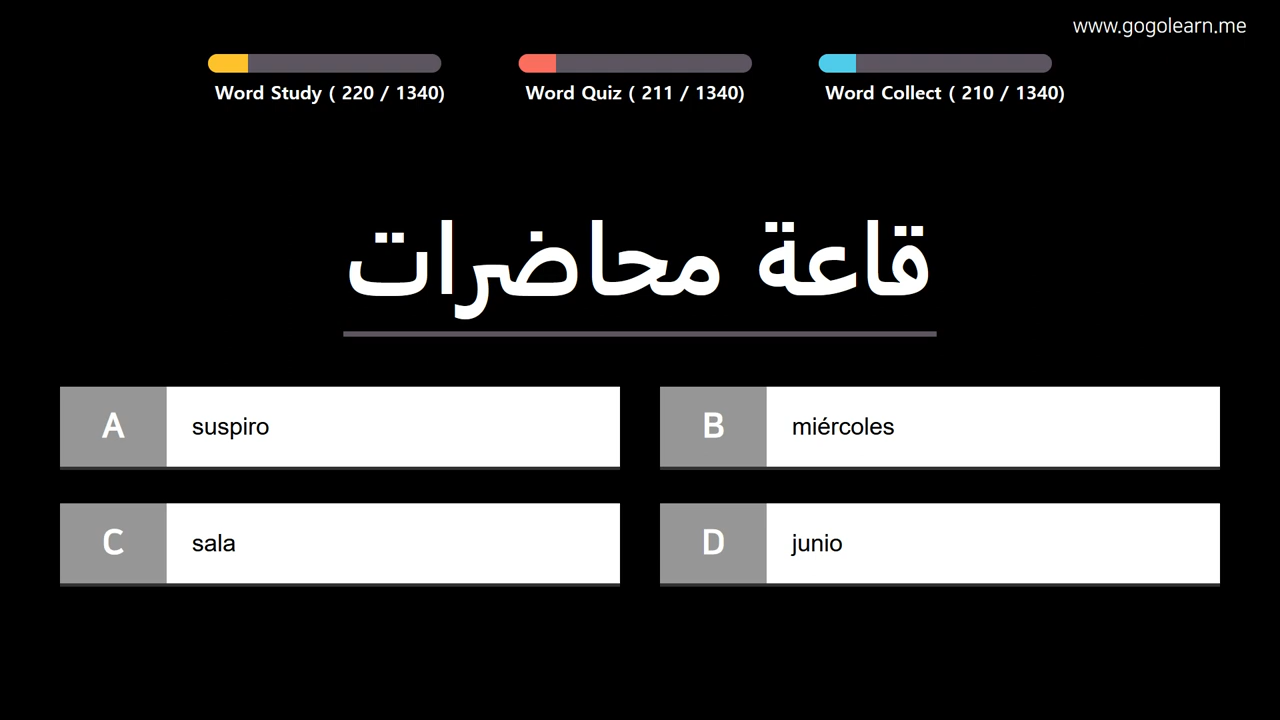 www.gogolearn.me
Word Study ( 220 / 1340)
Word Quiz ( 211 / 1340)
Word Collect ( 210 / 1340)
قاعة محاضرات
A suspiro
B miércoles
C sala
D junio